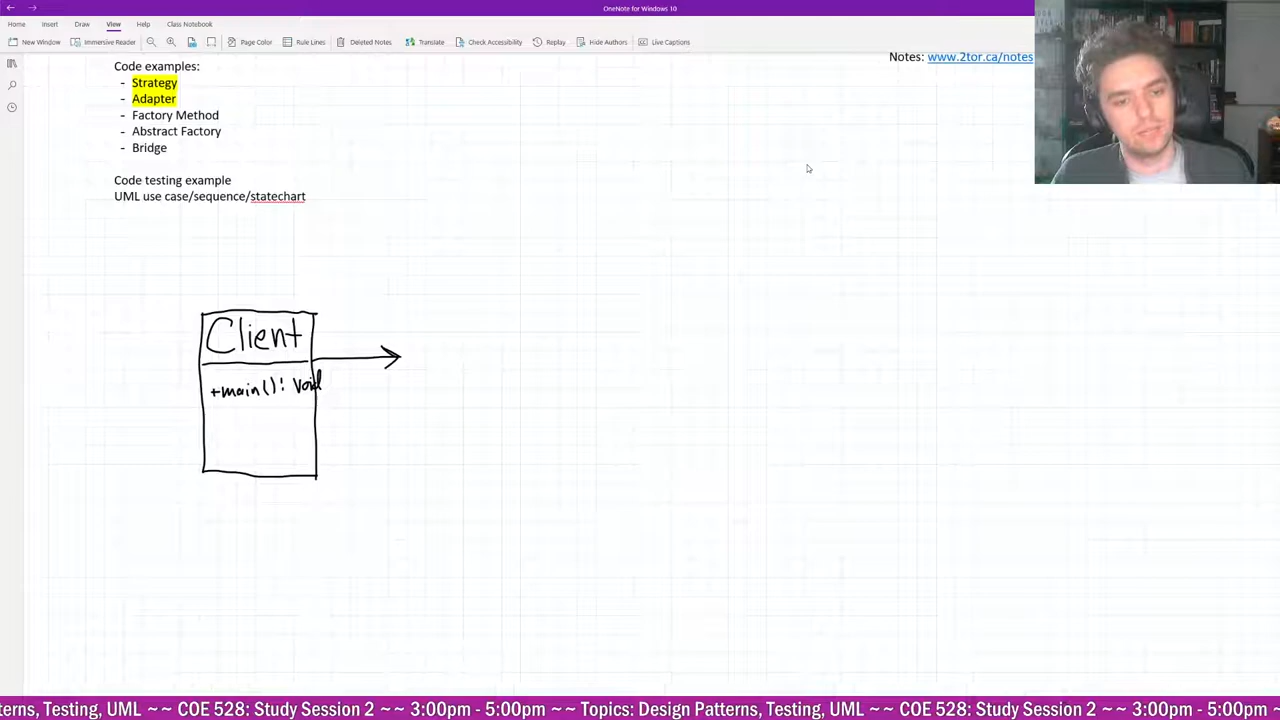 OneNote for Windows 10
Home Insert Draw View Help Class Notebook
New Window Immersive Reader Page Color Rule Lines Deleted Notes Translate Check Accessibility Replay Hide Authors Live Captions
Notes: www.2tor.ca/notes
Code examples:
- Strategy
- Adapter
- Factory Method
- Abstract Factory
- Bridge
Code testing example
UML use case/sequence/statechart
Client
+main(): void
terns, Testing, UML ~~ COE 528: Study Session 2 ~~ 3:00pm - 5:00pm ~~ Topics: Design Patterns, Testing, UML ~~ COE 528: Study Session 2 ~~ 3:00pm - 5:00pm ~